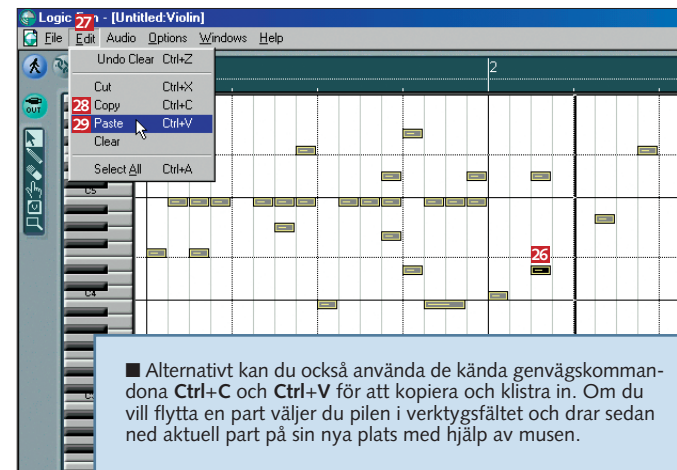 Logic Fun - [Untitled:Violin]
27
File Edit Audio Options Windows Help
Undo Clear Ctrl+Z
2
Cut Ctrl+X
OUT
28 Copy Ctrl+C
29 Paste Ctrl+V
Clear
Select All Ctrl+A
C5
26
C4
■ Alternativt kan du också använda de kända genvägskomman-
dona Ctrl+C och Ctrl+V för att kopiera och klistra in. Om du
vill flytta en part väljer du pilen i verktygsfältet och drar sedan
ned aktuell part på sin nya plats med hjälp av musen.